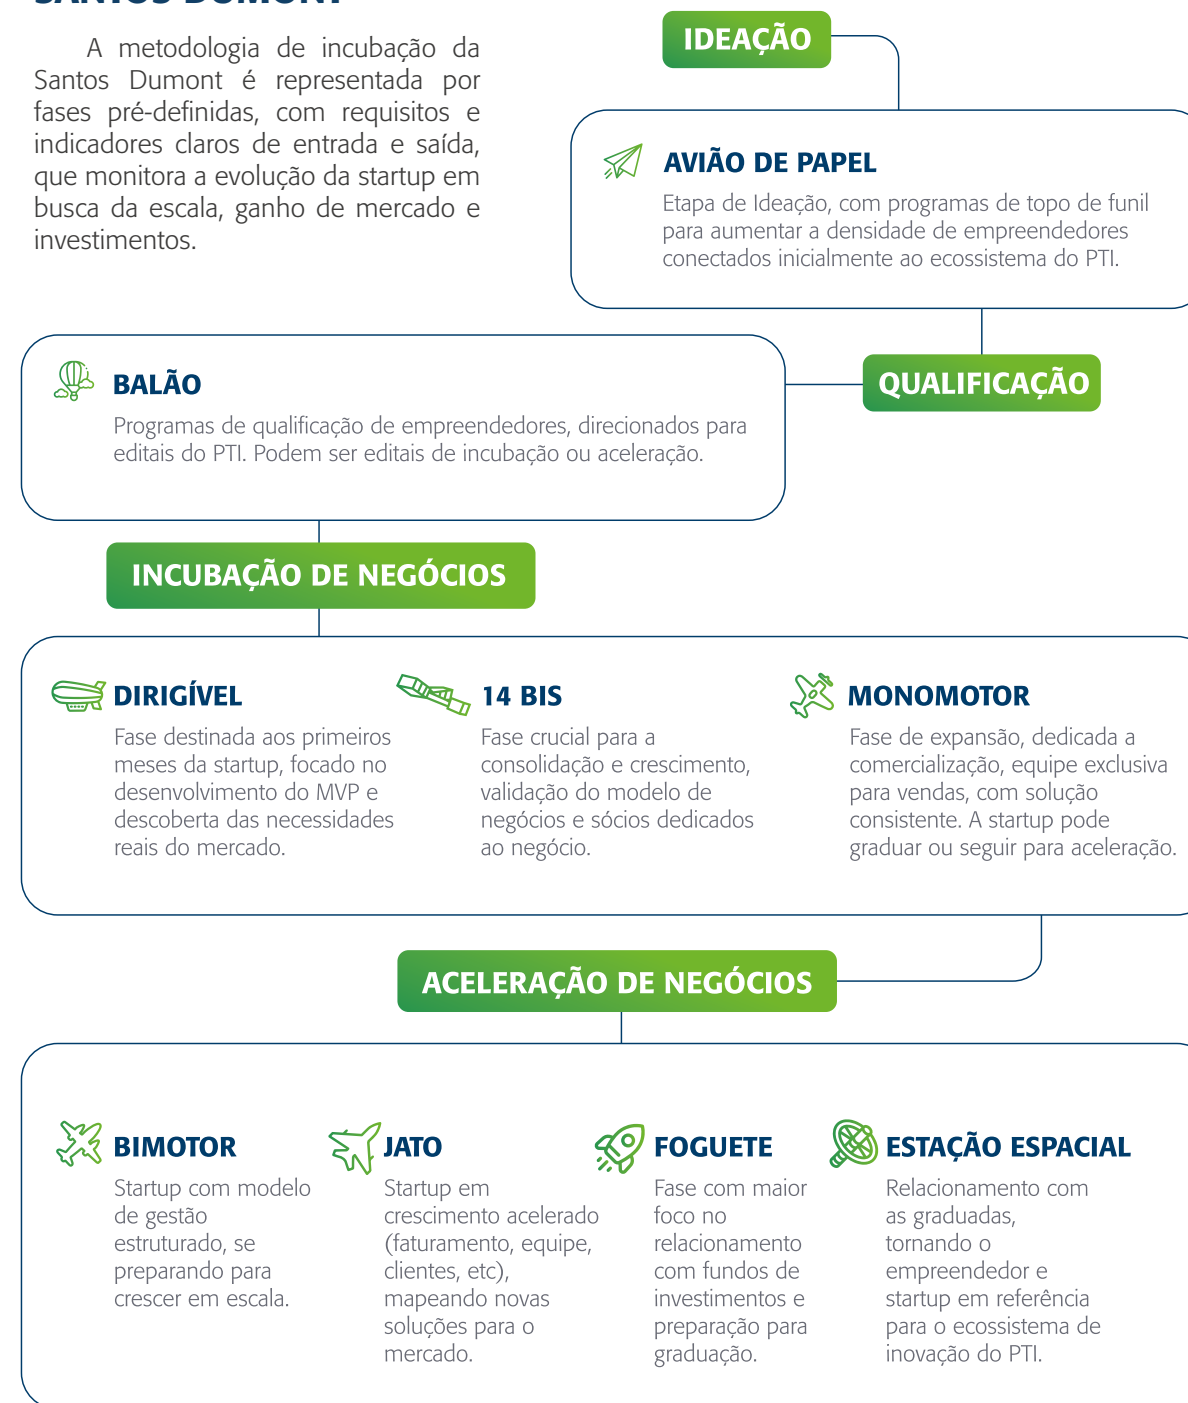 SANTOS DUMONT
A metodologia de incubação da
Santos Dumont é representada por
fases pré-definidas, com requisitos e
indicadores claros de entrada e saída,
que monitora a evolução da startup em
busca da escala, ganho de mercado e
investimentos.
IDEAÇÃO
AVIÃO DE PAPEL
Etapa de Ideação, com programas de topo de funil
para aumentar a densidade de empreendedores
conectados inicialmente ao ecossistema do PTI.
QUALIFICAÇÃO
BALÃO
Programas de qualificação de empreendedores, direcionados para
editais do PTI. Podem ser editais de incubação ou aceleração.
INCUBAÇÃO DE NEGÓCIOS
DIRIGÍVEL
Fase destinada aos primeiros
meses da startup, focado no
desenvolvimento do MVP e
descoberta das necessidades
reais do mercado.
14 BIS
Fase crucial para a
consolidação e crescimento,
validação do modelo de
negócios e sócios dedicados
ao negócio.
MONOMOTOR
Fase de expansão, dedicada a
comercialização, equipe exclusiva
para vendas, com solução
consistente. A startup pode
graduar ou seguir para aceleração.
ACELERAÇÃO DE NEGÓCIOS
BIMOTOR
Startup com modelo
de gestão
estruturado, se
preparando para
crescer em escala.
JATO
Startup em
crescimento acelerado
(faturamento, equipe,
clientes, etc),
mapeando novas
soluções para o
mercado.
FOGUETE
Fase com maior
foco no
relacionamento
com fundos de
investimentos e
preparação para
graduação.
ESTAÇÃO ESPACIAL
Relacionamento com
as graduadas,
tornando o
empreendedor e
startup em referência
para o ecossistema de
inovação do PTI.